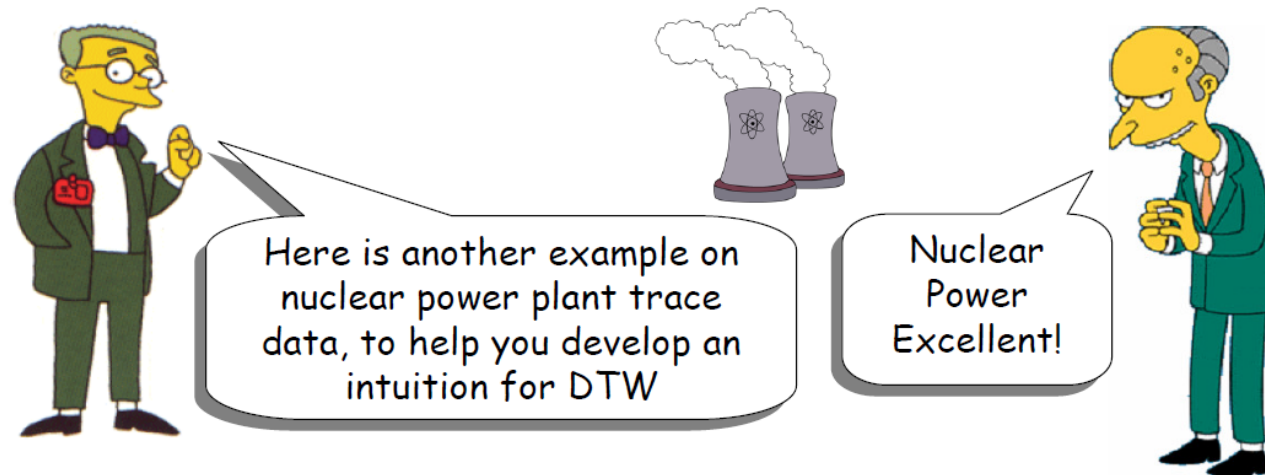 Here is another example on
nuclear power plant trace
data, to help you develop an
intuition for DTW
Nuclear
Power
Excellent!